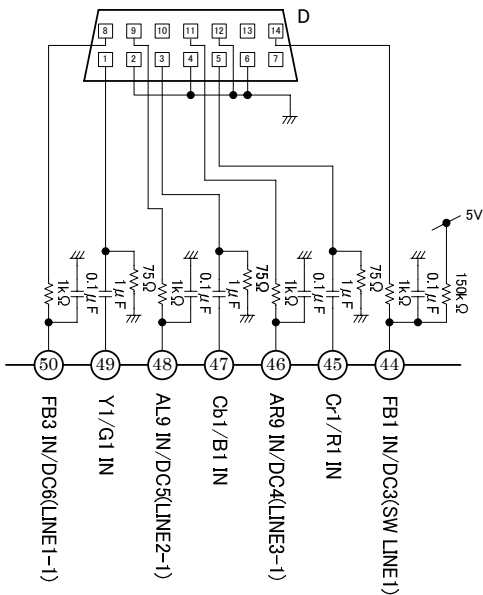 D
8 9 10 11 12 13 14
1 2 3 4 5 6 7
5V
1kΩ
0.1μF
1μF
75Ω
1kΩ
0.1μF
1μF
75Ω
1kΩ
0.1μF
1μF
75Ω
1kΩ
0.1μF
150kΩ
50 49 48 47 46 45 44
FB3 IN/DC6(LINE1-1)
Y1/G1 IN
AL9 IN/DC5(LINE2-1)
Cb1/B1 IN
AR9 IN/DC4(LINE3-1)
Cr1/R1 IN
FB1 IN/DC3(SW LINE1)